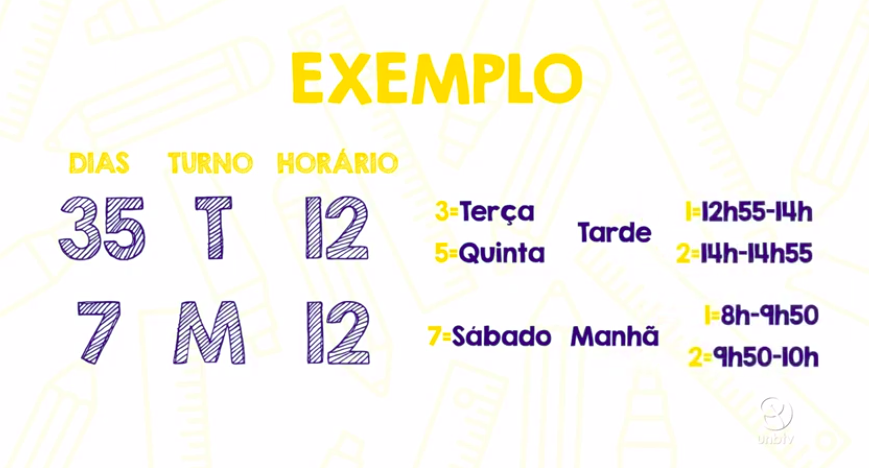 EXEMPLO
DIAS TURNO HORÁRIO
35 T 12
3=Terça
5=Quinta
Tarde
1=12h55-14h
2=14h-14h55
7 M 12
7=Sábado Manhã
1=8h-9h50
2=9h50-10h
unbtv